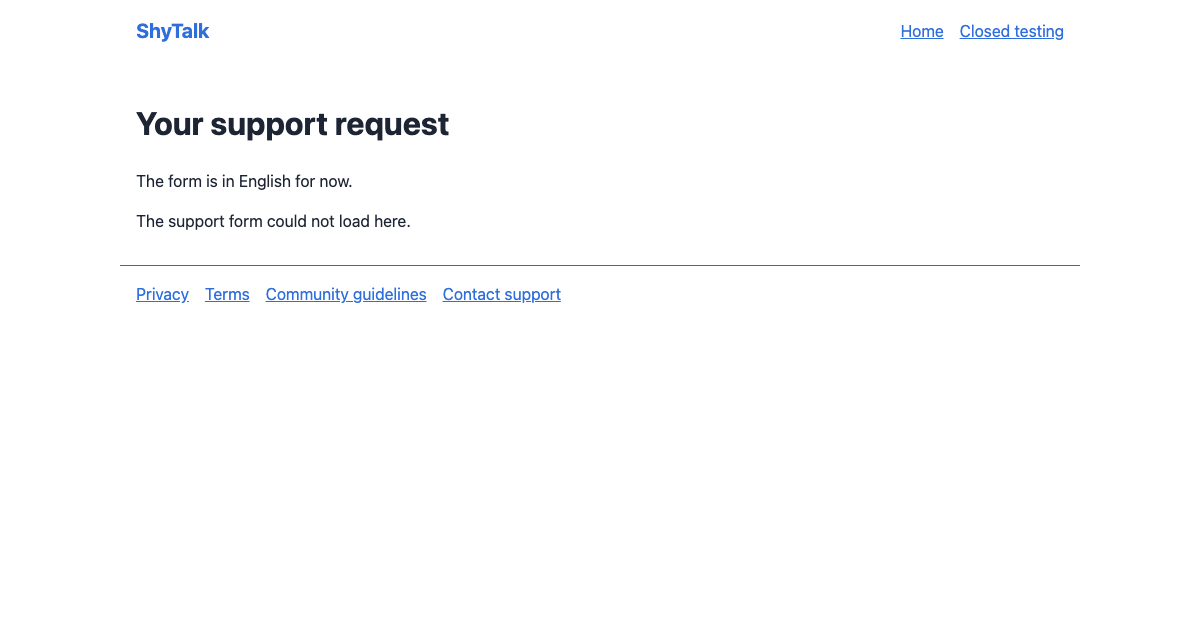 ShyTalk
Home
Closed testing
Your support request
The form is in English for now.
The support form could not load here.
Privacy
Terms
Community guidelines
Contact support